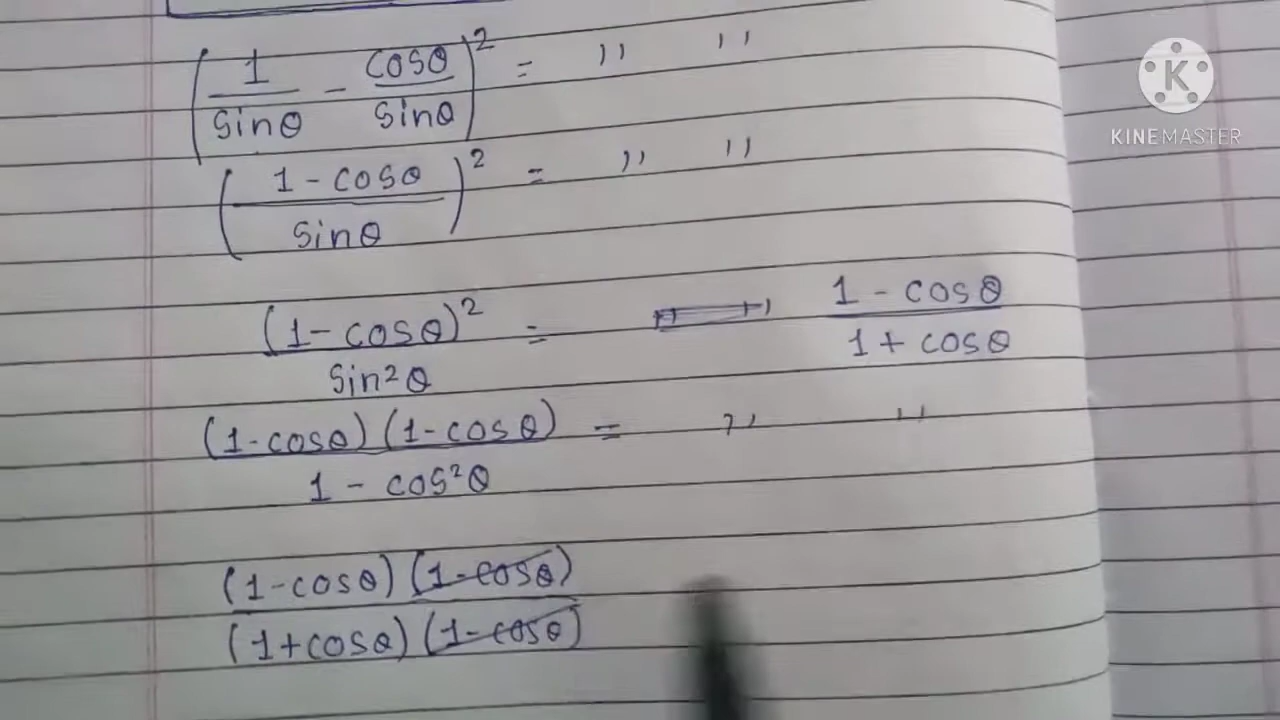 (1/sinθ - cosθ/sinθ)² = " "
((1 - cosθ)/sinθ)² = " "
(1 - cosθ)²/sin²θ = (1 - cosθ)/(1 + cosθ)
(1-cosθ)(1-cosθ)/(1 - cos²θ) = " "
(1-cosθ)(1-cosθ)/(1+cosθ)(1-cosθ)
K
KINEMASTER